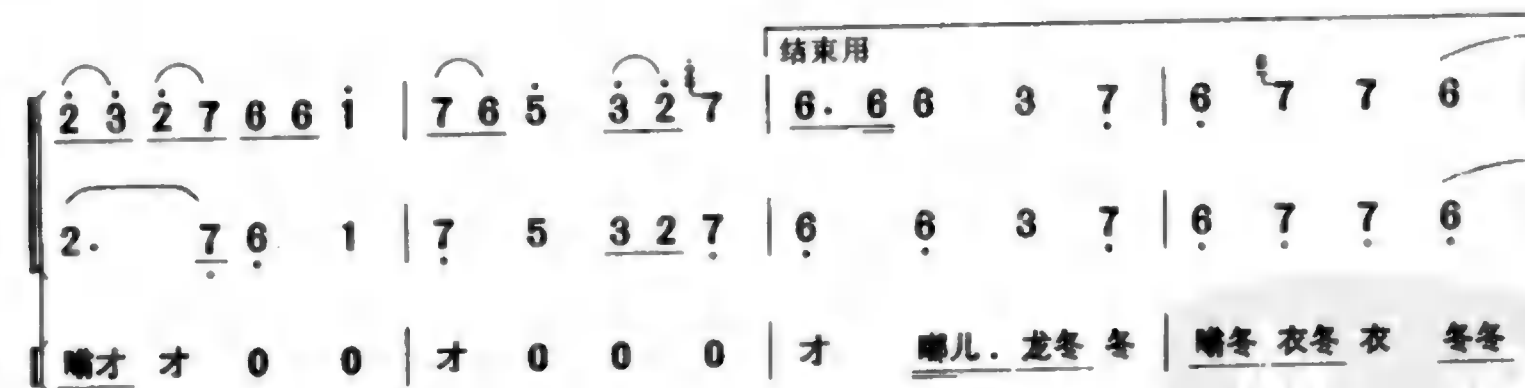 结束用
2̇ 3̇ 2̇ 7 6 6 1̇ | 7 6 5̇ 3̇ 2̇ 7 | 6. 6 6 3 7̣ | 6̣ 7 7 6
2. 7̣ 6̣ 1 | 7̣ 5 3 2 7̣ | 6̣ 6̣ 3 7̣ | 6̣ 7̣ 7̣ 6̣
才 才 0 0 | 才 0 0 0 | 才 嘟儿. 龙冬 冬 | 冬 衣冬 衣 冬冬